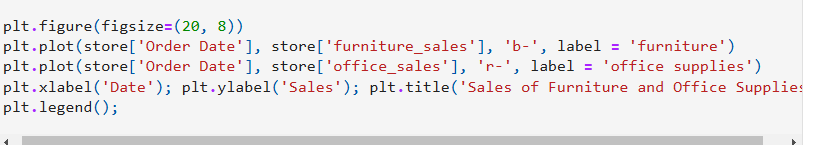 plt.figure(figsize=(20, 8))
plt.plot(store['Order Date'], store['furniture_sales'], 'b-', label = 'furniture')
plt.plot(store['Order Date'], store['office_sales'], 'r-', label = 'office supplies')
plt.xlabel('Date'); plt.ylabel('Sales'); plt.title('Sales of Furniture and Office Supplies
plt.legend();